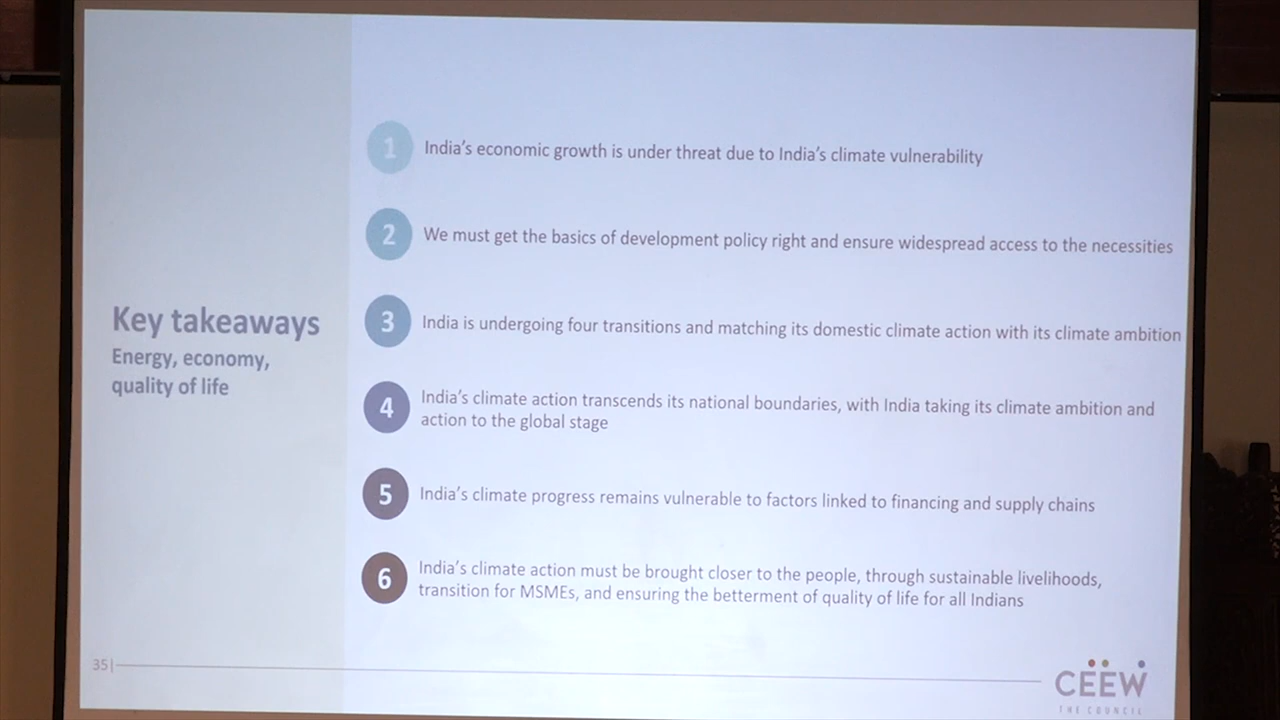 Key takeaways
Energy, economy,
quality of life
1 India's economic growth is under threat due to India's climate vulnerability
2 We must get the basics of development policy right and ensure widespread access to the necessities
3 India is undergoing four transitions and matching its domestic climate action with its climate ambition
4 India's climate action transcends its national boundaries, with India taking its climate ambition and
action to the global stage
5 India's climate progress remains vulnerable to factors linked to financing and supply chains
6 India's climate action must be brought closer to the people, through sustainable livelihoods,
transition for MSMEs, and ensuring the betterment of quality of life for all Indians
35|
CEEW
THE COUNCIL